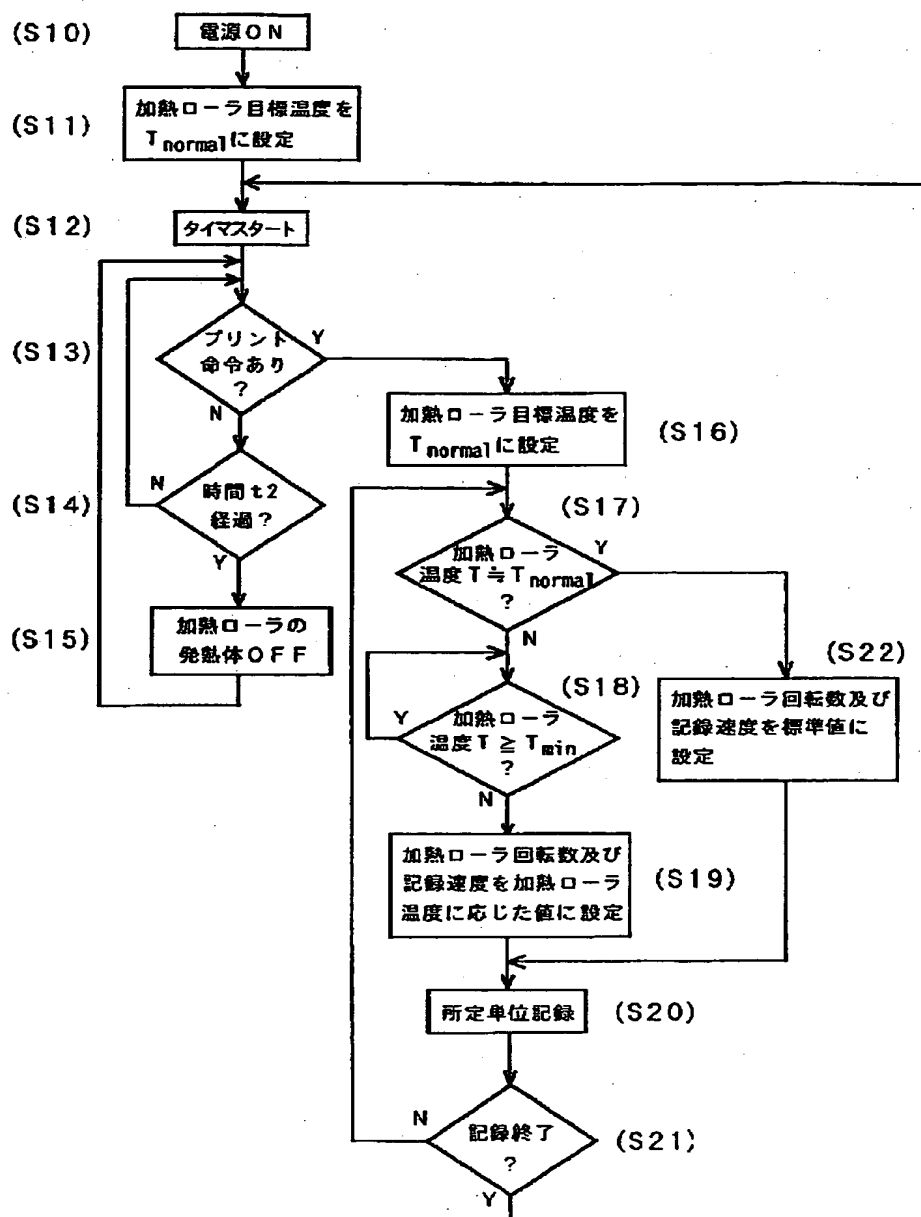 (S10)
電源ON
(S11)
加熱ローラ目標温度を
Tnormalに設定
(S12)
タイマスタート
(S13)
プリント
命令あり
?
Y
N
(S14)
時間t2
経過?
N
Y
(S15)
加熱ローラの
発熱体OFF
加熱ローラ目標温度を
Tnormalに設定
(S16)
(S17)
加熱ローラ
温度T≒Tnormal
?
Y
N
(S18)
加熱ローラ
温度T≧Tmin
?
Y
N
(S22)
加熱ローラ回転数及び
記録速度を標準値に
設定
加熱ローラ回転数及び
記録速度を加熱ローラ
温度に応じた値に設定
(S19)
所定単位記録
(S20)
記録終了
?
(S21)
N
Y